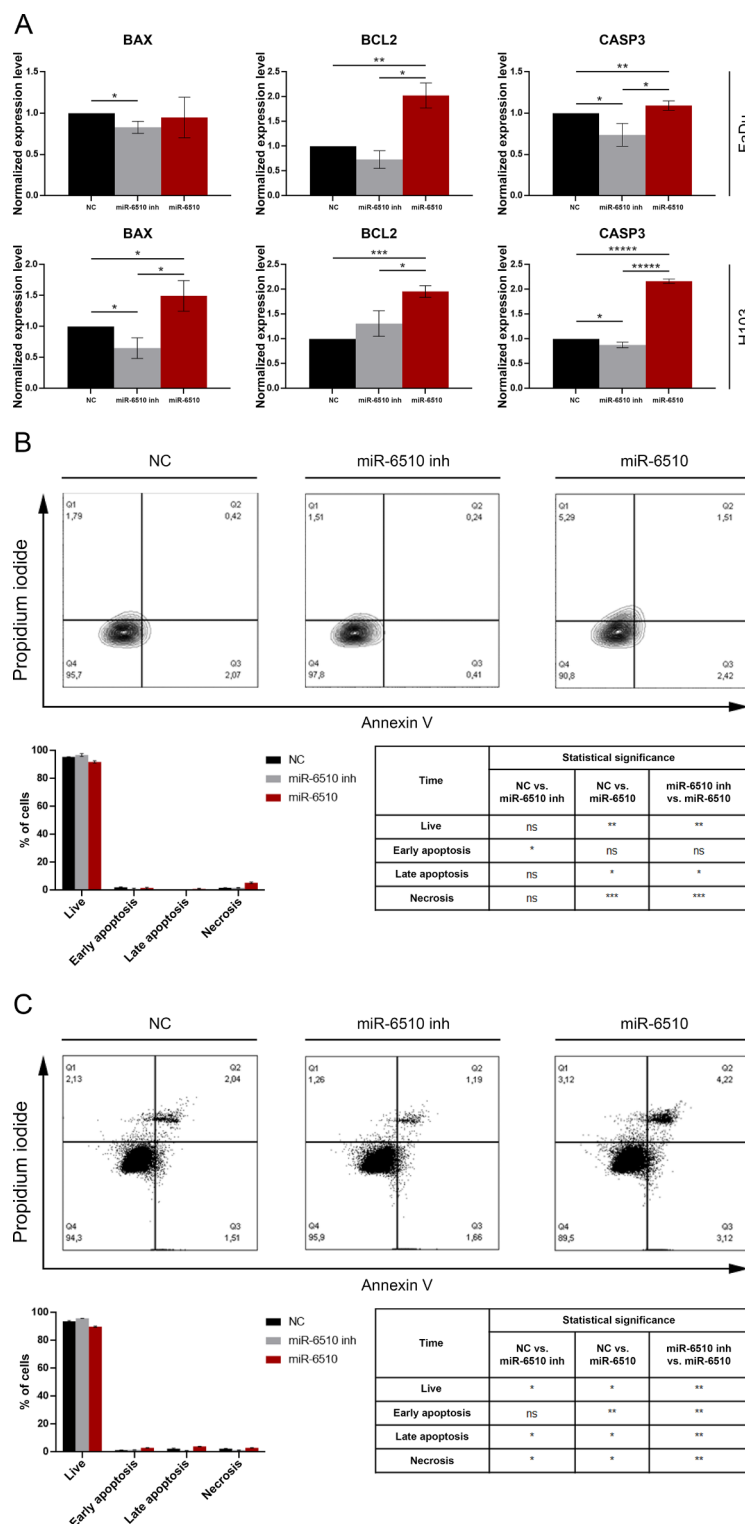 A
BAX
BCL2
CASP3
Normalized expression level
1.5
1.0
0.5
0.0
*
NC
miR-6510 inh
miR-6510
Normalized expression level
2.5
2.0
1.5
1.0
0.5
0.0
**
*
NC
miR-6510 inh
miR-6510
Normalized expression level
1.5
1.0
0.5
0.0
**
*
*
NC
miR-6510 inh
miR-6510
FaDu
BAX
BCL2
CASP3
Normalized expression level
2.0
1.5
1.0
0.5
0.0
*
*
*
NC
miR-6510 inh
miR-6510
Normalized expression level
2.5
2.0
1.5
1.0
0.5
0.0
***
*
NC
miR-6510 inh
miR-6510
Normalized expression level
2.5
2.0
1.5
1.0
0.5
0.0
*****
*****
*
NC
miR-6510 inh
miR-6510
H103
B
NC
miR-6510 inh
miR-6510
Propidium iodide
Q1
1,79
Q2
0,42
Q4
95,7
Q3
2,07
Q1
1,51
Q2
0,24
Q4
97,8
Q3
0,41
Q1
5,29
Q2
1,51
Q4
90,8
Q3
2,42
Annexin V
% of cells
100
80
60
40
20
0
Live
Early apoptosis
Late apoptosis
Necrosis
NC
miR-6510 inh
miR-6510
Time
Statistical significance
NC vs.
miR-6510 inh
NC vs.
miR-6510
miR-6510 inh
vs. miR-6510
Live ns ** **
Early apoptosis * ns ns
Late apoptosis ns * *
Necrosis ns *** ***
C
NC
miR-6510 inh
miR-6510
Propidium iodide
Q1
2,13
Q2
2,04
Q4
94,3
Q3
1,51
Q1
1,26
Q2
1,19
Q4
95,9
Q3
1,66
Q1
3,12
Q2
4,22
Q4
89,5
Q3
3,12
Annexin V
% of cells
100
80
60
40
20
0
Live
Early apoptosis
Late apoptosis
Necrosis
NC
miR-6510 inh
miR-6510
Time
Statistical significance
NC vs.
miR-6510 inh
NC vs.
miR-6510
miR-6510 inh
vs. miR-6510
Live * * **
Early apoptosis ns ** **
Late apoptosis * * **
Necrosis * * **